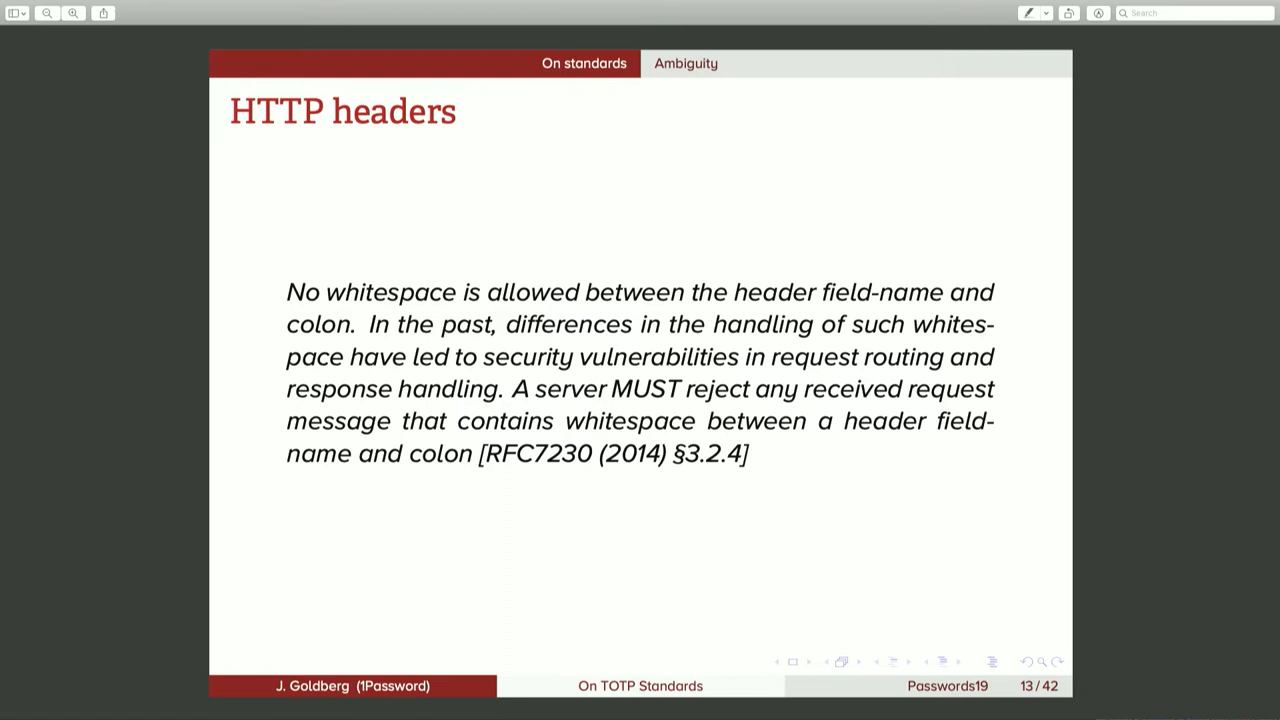 Search
On standards
Ambiguity
HTTP headers
No whitespace is allowed between the header field-name and
colon. In the past, differences in the handling of such whites-
pace have led to security vulnerabilities in request routing and
response handling. A server MUST reject any received request
message that contains whitespace between a header field-
name and colon [RFC7230 (2014) §3.2.4]
J. Goldberg (1Password)
On TOTP Standards
Passwords19
13 / 42